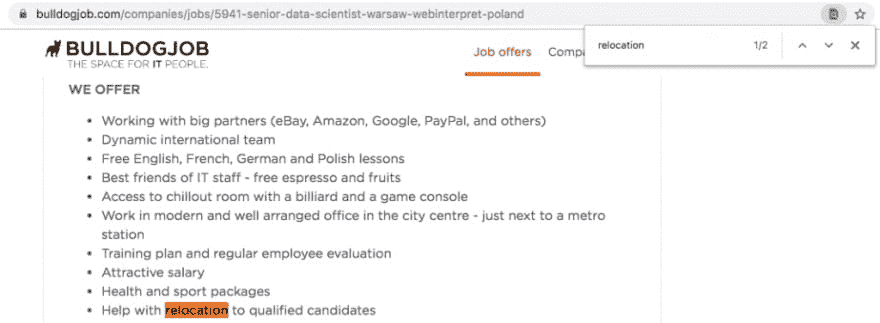 bulldogjob.com/companies/jobs/5941-senior-data-scientist-warsaw-webinterpret-poland
relocation 1/2
BULLDOGJOB
THE SPACE FOR IT PEOPLE.
Job offers Compa
WE OFFER
• Working with big partners (eBay, Amazon, Google, PayPal, and others)
• Dynamic international team
• Free English, French, German and Polish lessons
• Best friends of IT staff - free espresso and fruits
• Access to chillout room with a billiard and a game console
• Work in modern and well arranged office in the city centre - just next to a metro
station
• Training plan and regular employee evaluation
• Attractive salary
• Health and sport packages
• Help with relocation to qualified candidates